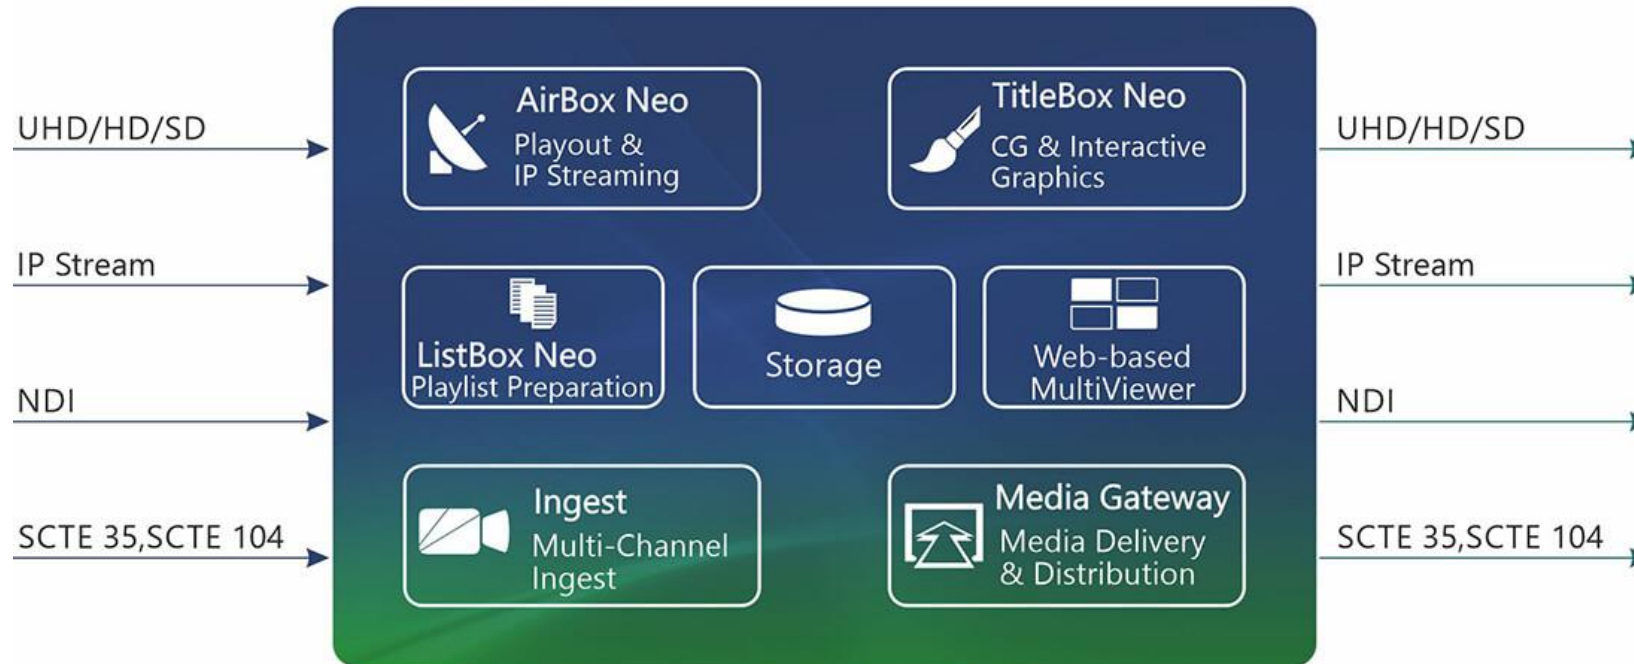 UHD/HD/SD
IP Stream
NDI
SCTE 35,SCTE 104
AirBox Neo
Playout &
IP Streaming
TitleBox Neo
CG & Interactive
Graphics
ListBox Neo
Playlist Preparation
Storage
Web-based
MultiViewer
Ingest
Multi-Channel
Ingest
Media Gateway
Media Delivery
& Distribution
UHD/HD/SD
IP Stream
NDI
SCTE 35,SCTE 104